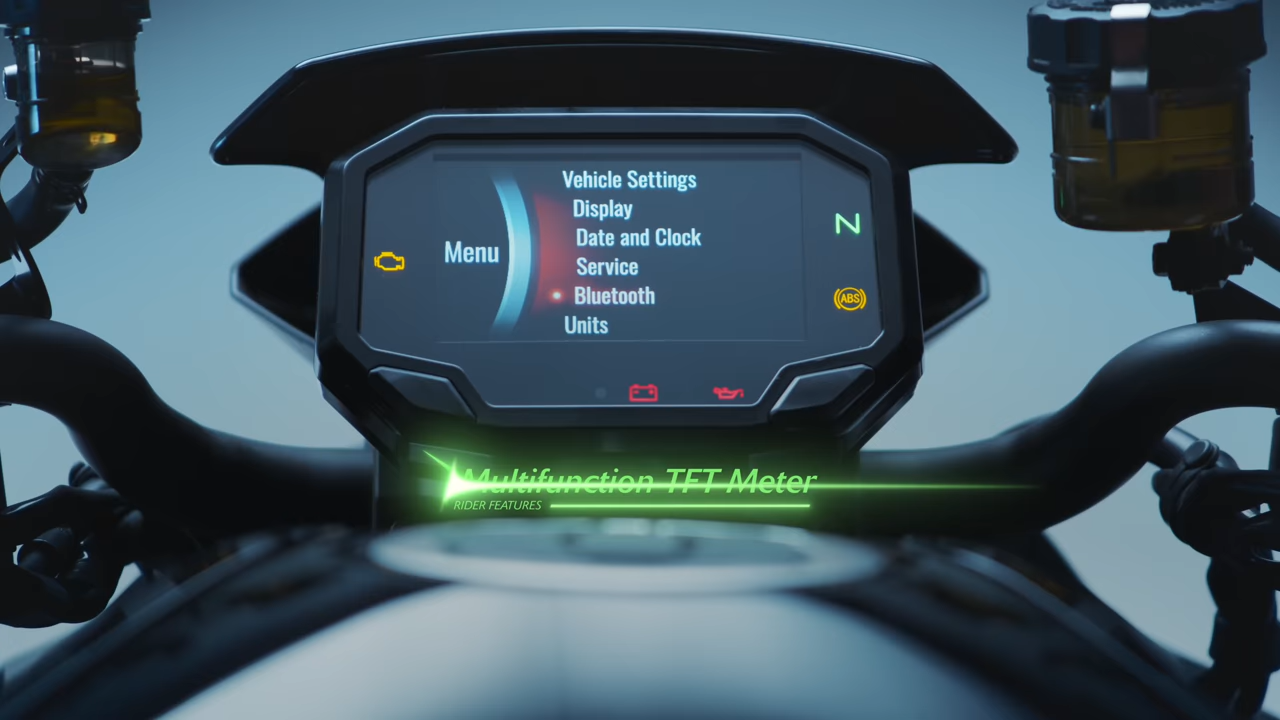 Vehicle Settings
Display
Date and Clock
Menu
Service
Bluetooth
Units
N
ABS
Multifunction TFT Meter
RIDER FEATURES